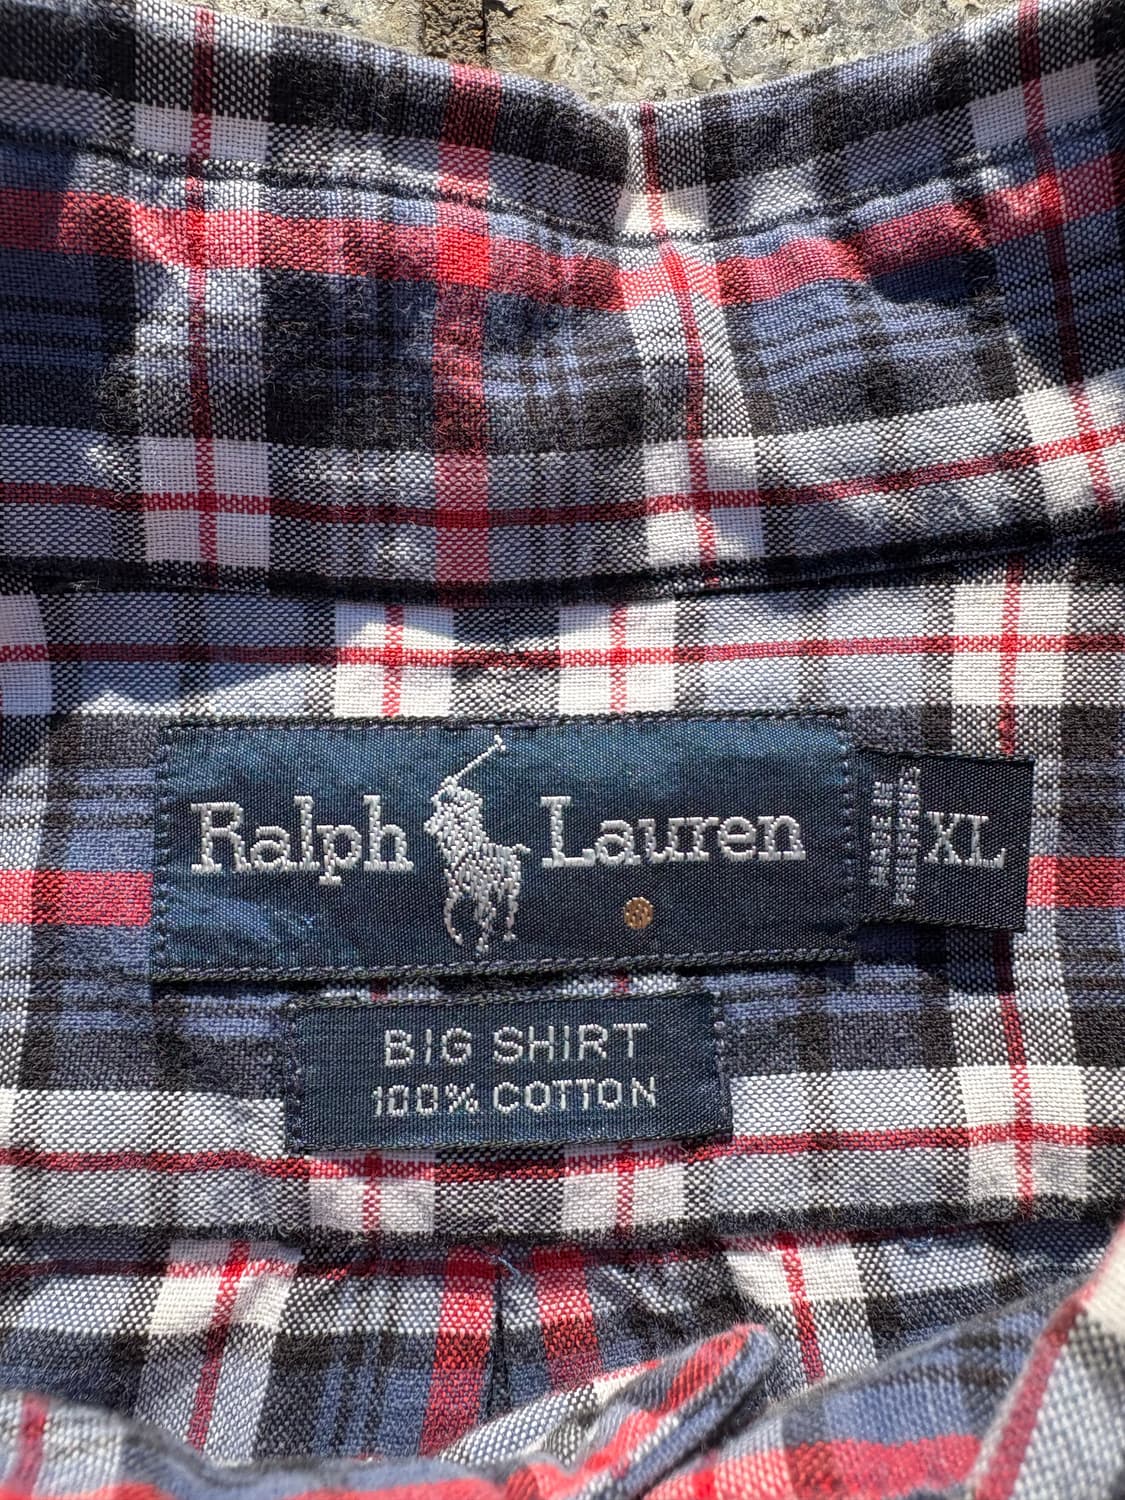 Ralph Lauren
XL
BIG SHIRT
100% COTTON